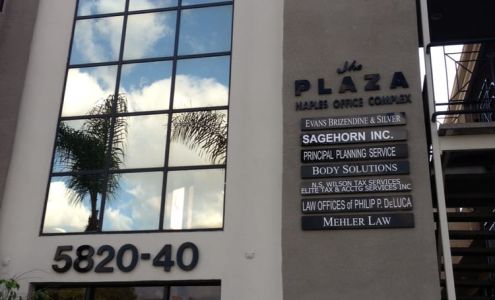 The
PLAZA
NAPLES OFFICE COMPLEX
EVANS BRIZENDINE & SILVER
SAGEHORN INC.
PRINCIPAL PLANNING SERVICE
BODY SOLUTIONS
N.S. WILSON TAX SERVICES
ELITE TAX & ACCT'G SERVICES INC
LAW OFFICES OF PHILIP P. DELUCA
MEHLER LAW
5820-40